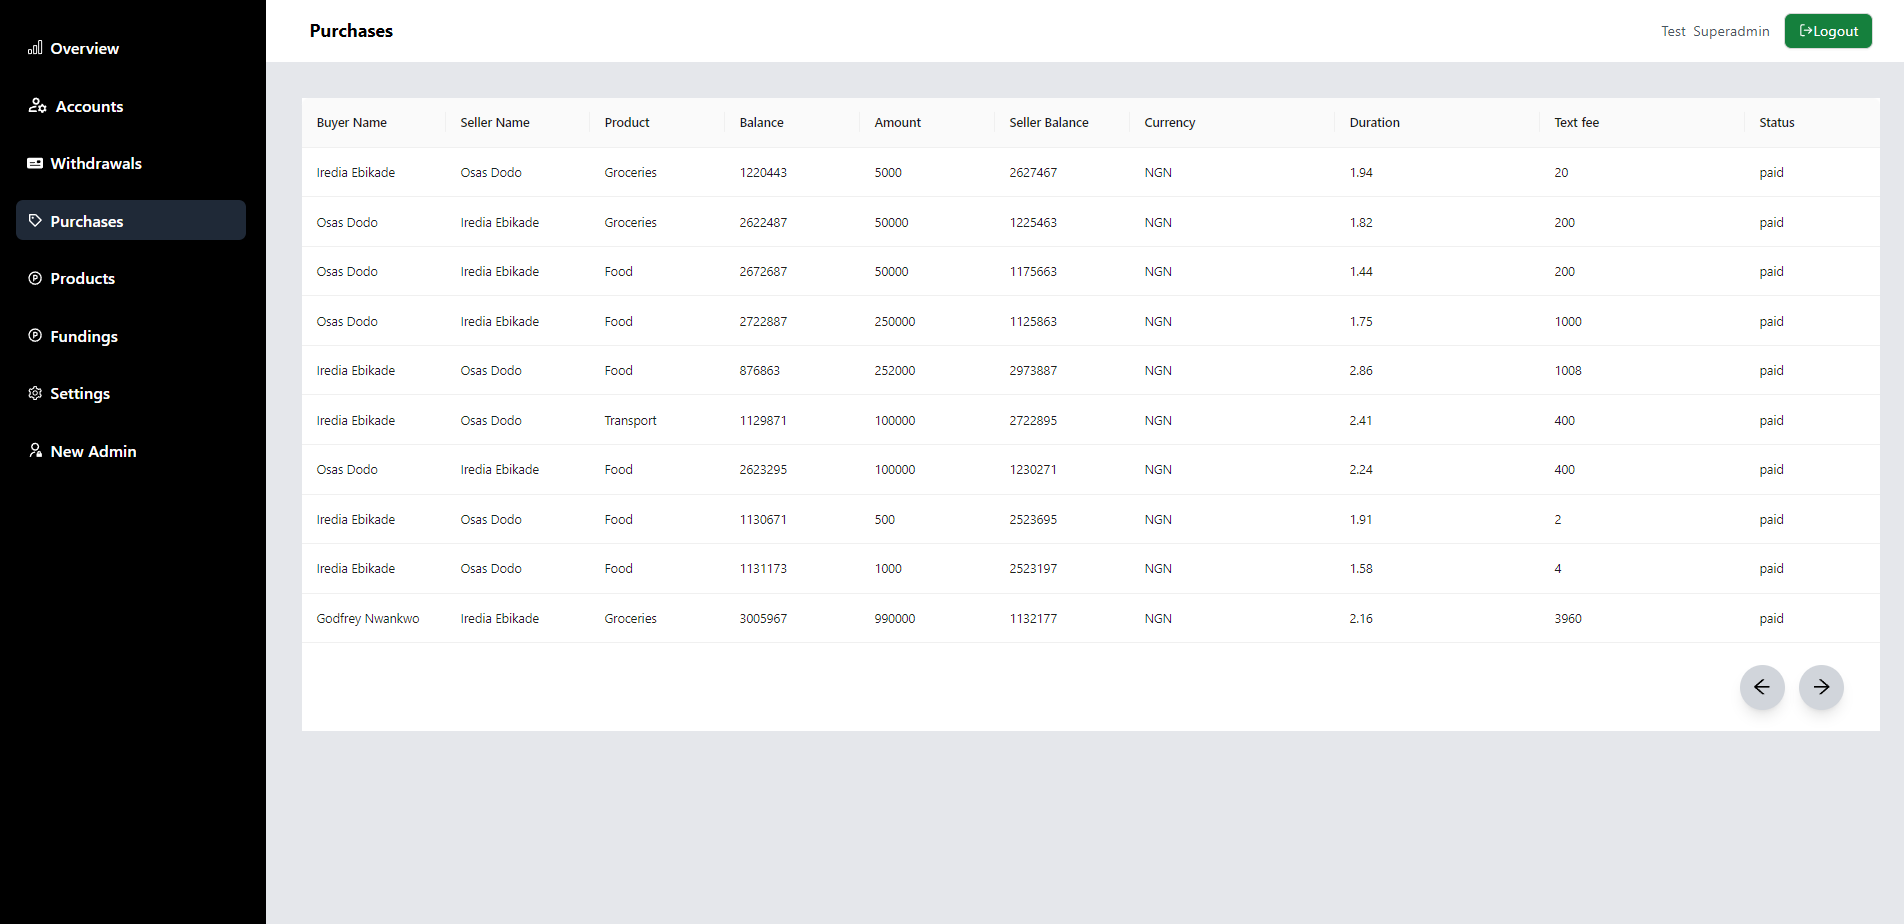 Overview
Accounts
Withdrawals
Purchases
Products
Fundings
Settings
New Admin
Purchases
Test Superadmin Logout
Buyer Name Seller Name Product Balance Amount Seller Balance Currency Duration Text fee Status
Iredia Ebikade Osas Dodo Groceries 1220443 5000 2627467 NGN 1.94 20 paid
Osas Dodo Iredia Ebikade Groceries 2622487 50000 1225463 NGN 1.82 200 paid
Osas Dodo Iredia Ebikade Food 2672687 50000 1175663 NGN 1.44 200 paid
Osas Dodo Iredia Ebikade Food 2722887 250000 1125863 NGN 1.75 1000 paid
Iredia Ebikade Osas Dodo Food 876863 252000 2973887 NGN 2.86 1008 paid
Iredia Ebikade Osas Dodo Transport 1129871 100000 2722895 NGN 2.41 400 paid
Osas Dodo Iredia Ebikade Food 2623295 100000 1230271 NGN 2.24 400 paid
Iredia Ebikade Osas Dodo Food 1130671 500 2523695 NGN 1.91 2 paid
Iredia Ebikade Osas Dodo Food 1131173 1000 2523197 NGN 1.58 4 paid
Godfrey Nwankwo Iredia Ebikade Groceries 3005967 990000 1132177 NGN 2.16 3960 paid